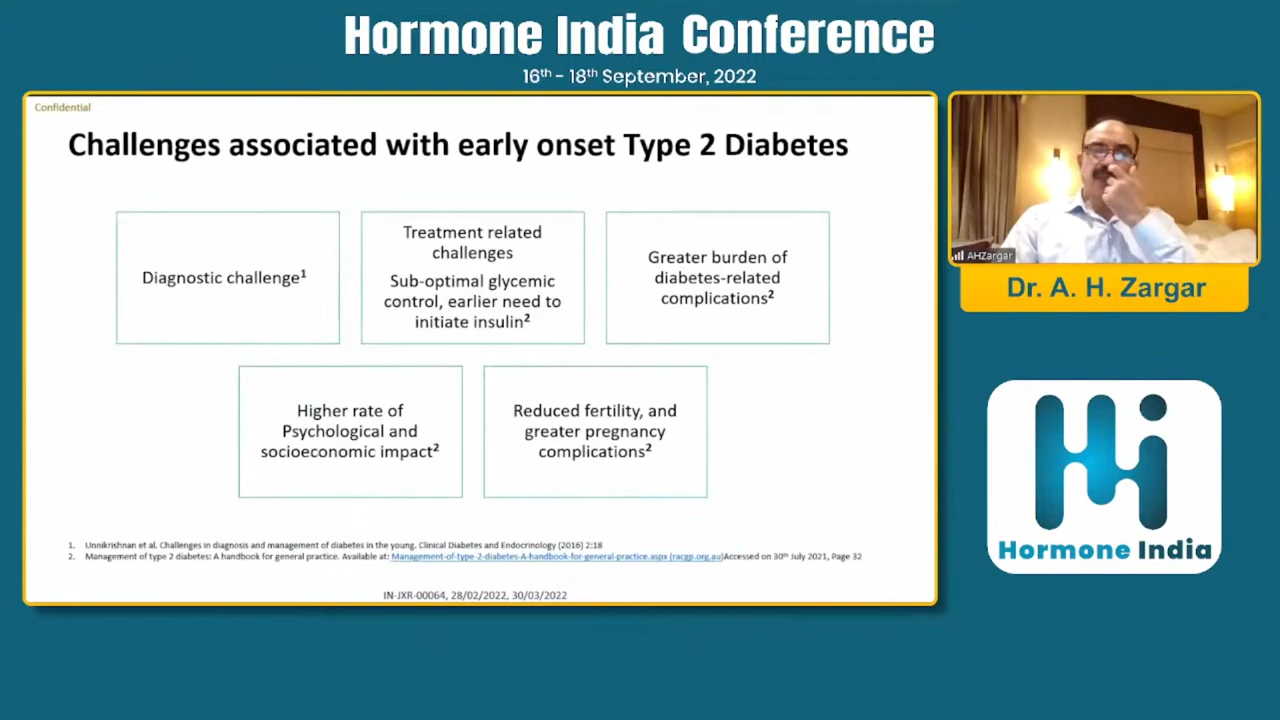 Hormone India Conference
16th - 18th September, 2022
Confidential
Challenges associated with early onset Type 2 Diabetes
Diagnostic challenge1
Treatment related
challenges
Sub-optimal glycemic
control, earlier need to
initiate insulin2
Greater burden of
diabetes-related
complications2
Higher rate of
Psychological and
socioeconomic impact2
Reduced fertility, and
greater pregnancy
complications2
1. Unnikrishnan et al. Challenges in diagnosis and management of diabetes in the young. Clinical Diabetes and Endocrinology (2016) 2:18
2. Management of type 2 diabetes: A handbook for general practice. Available at: Management-of-type-2-diabetes-A-handbook-for-general-practice.aspx (racgp.org.au)Accessed on 30th July 2021, Page 32
IN-JXR-00064, 28/02/2022, 30/03/2022
AHZargar
Dr. A. H. Zargar
Hi
Hormone India